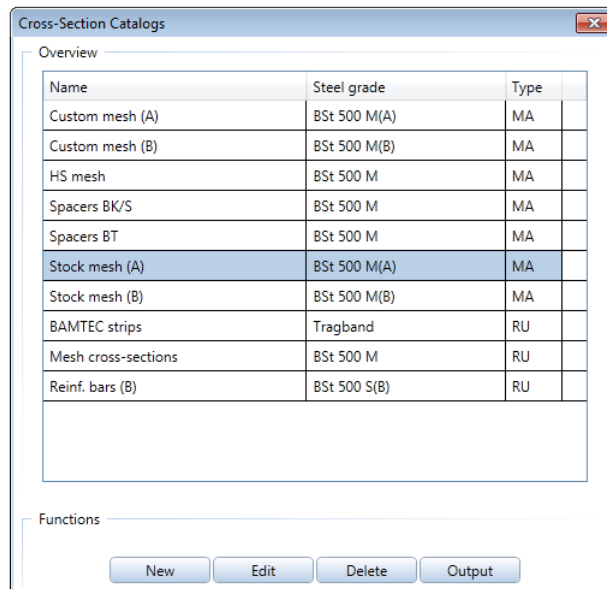 Cross-Section Catalogs
Overview
Name Steel grade Type
Custom mesh (A) BSt 500 M(A) MA
Custom mesh (B) BSt 500 M(B) MA
HS mesh BSt 500 M MA
Spacers BK/S BSt 500 M MA
Spacers BT BSt 500 M MA
Stock mesh (A) BSt 500 M(A) MA
Stock mesh (B) BSt 500 M(B) MA
BAMTEC strips Tragband RU
Mesh cross-sections BSt 500 M RU
Reinf. bars (B) BSt 500 S(B) RU
Functions
New Edit Delete Output